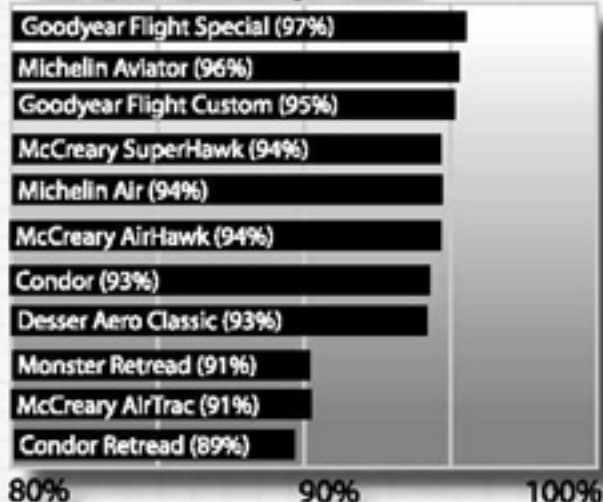 Goodyear Flight Special (97%)
Michelin Aviator (96%)
Goodyear Flight Custom (95%)
McCreary SuperHawk (94%)
Michelin Air (94%)
McCreary AirHawk (94%)
Condor (93%)
Desser Aero Classic (93%)
Monster Retread (91%)
McCreary AirTrac (91%)
Condor Retread (89%)
80% 90% 100%